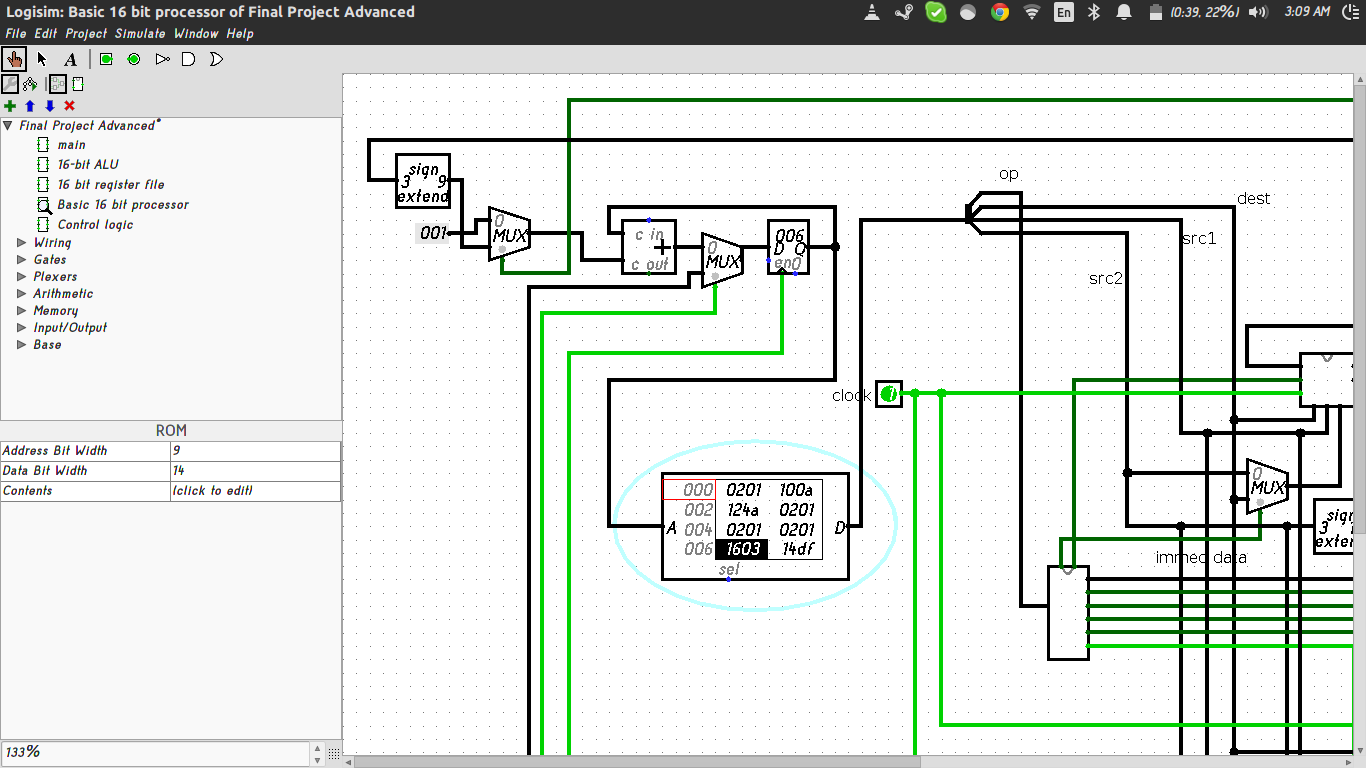 Logisim: Basic 16 bit processor of Final Project Advanced
En
(0:39, 22%)
3:09 AM
File Edit Project Simulate Window Help
A
Final Project Advanced*
main
16-bit ALU
16 bit register file
Basic 16 bit processor
Control logic
Wiring
Gates
Plexers
Arithmetic
Memory
Input/Output
Base
ROM
Address Bit Width 9
Data Bit Width 14
Contents (click to edit)
133%
op
dest
src1
src2
sign
3 9
extend
001
0
MUX
c in
+
c out
0
MUX
006
D Q
en0
clock
000 0201 100a
002 124a 0201
A 004 0201 0201 D
006 1603 14df
sel
0
MUX
sign
3
exten
immed data